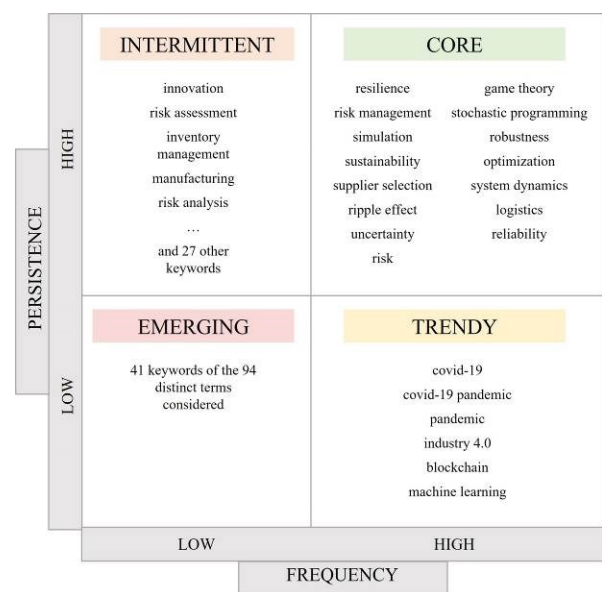 INTERMITTENT
innovation
risk assessment
inventory
management
manufacturing
risk analysis
…
and 27 other
keywords
CORE
resilience
risk management
simulation
sustainability
supplier selection
ripple effect
uncertainty
risk
game theory
stochastic programming
robustness
optimization
system dynamics
logistics
reliability
EMERGING
41 keywords of the 94
distinct terms
considered
TRENDY
covid-19
covid-19 pandemic
pandemic
industry 4.0
blockchain
machine learning
PERSISTENCE
HIGH
LOW
LOW
HIGH
FREQUENCY